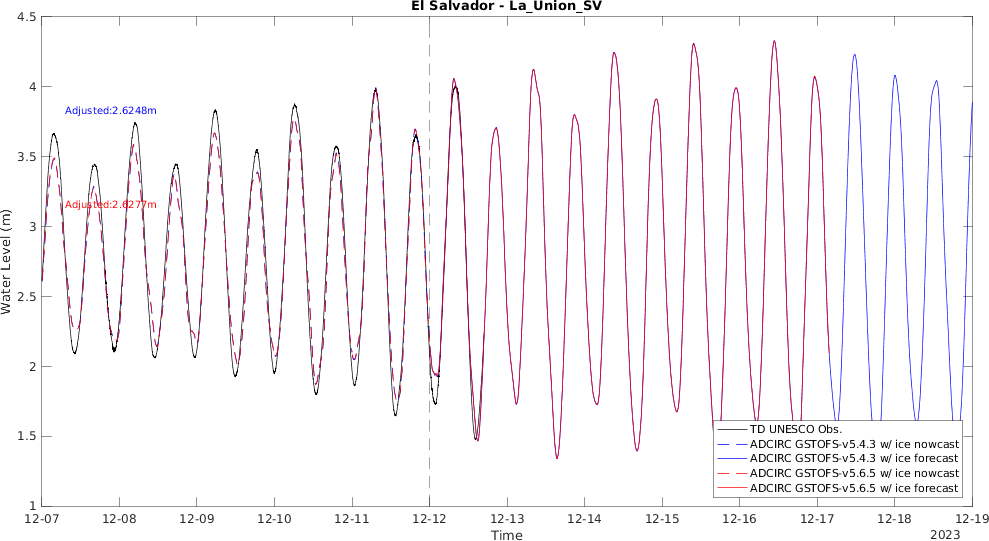 El Salvador - La_Union_SV
4.5
4
3.5
3
2.5
2
1.5
1
Water Level (m)
Adjusted:2.6248m
Adjusted:2.6277m
TD UNESCO Obs.
ADCIRC GSTOFS-v5.4.3 w/ ice nowcast
ADCIRC GSTOFS-v5.4.3 w/ ice forecast
ADCIRC GSTOFS-v5.6.5 w/ ice nowcast
ADCIRC GSTOFS-v5.6.5 w/ ice forecast
12-07 12-08 12-09 12-10 12-11 12-12 12-13 12-14 12-15 12-16 12-17 12-18 12-19
Time
2023